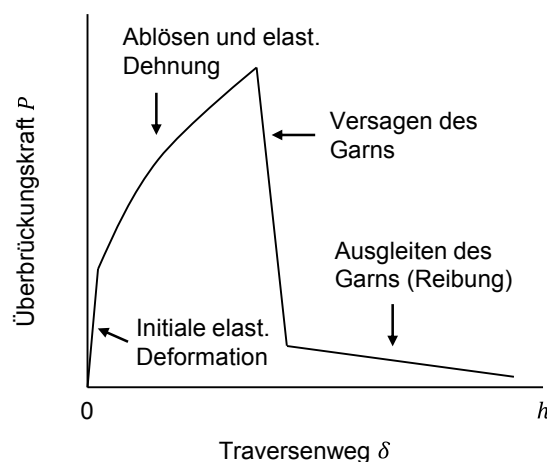 Ablösen und elast.
Dehnung
Überbrückungskraft P
Versagen des
Garns
Ausgleiten des
Garns (Reibung)
Initiale elast.
Deformation
0
h
Traversenweg δ